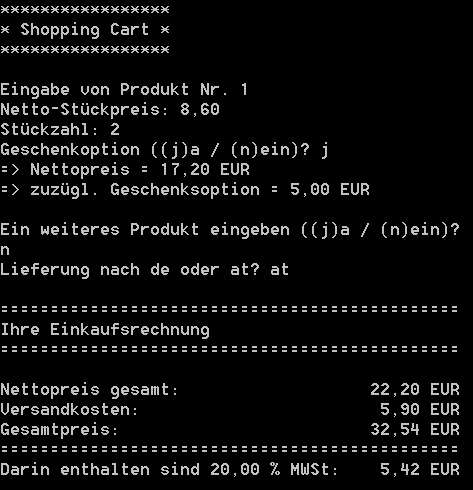 *****************
* Shopping Cart *
*****************
Eingabe von Produkt Nr. 1
Netto-Stückpreis: 8,60
Stückzahl: 2
Geschenkoption ((j)a / (n)ein)? j
=> Nettopreis = 17,20 EUR
=> zuzügl. Geschenksoption = 5,00 EUR
Ein weiteres Produkt eingeben ((j)a / (n)ein)?
n
Lieferung nach de oder at? at
==============================================
Ihre Einkaufsrechnung
==============================================
Nettopreis gesamt: 22,20 EUR
Versandkosten: 5,90 EUR
Gesamtpreis: 32,54 EUR
==============================================
Darin enthalten sind 20,00 % MWSt: 5,42 EUR